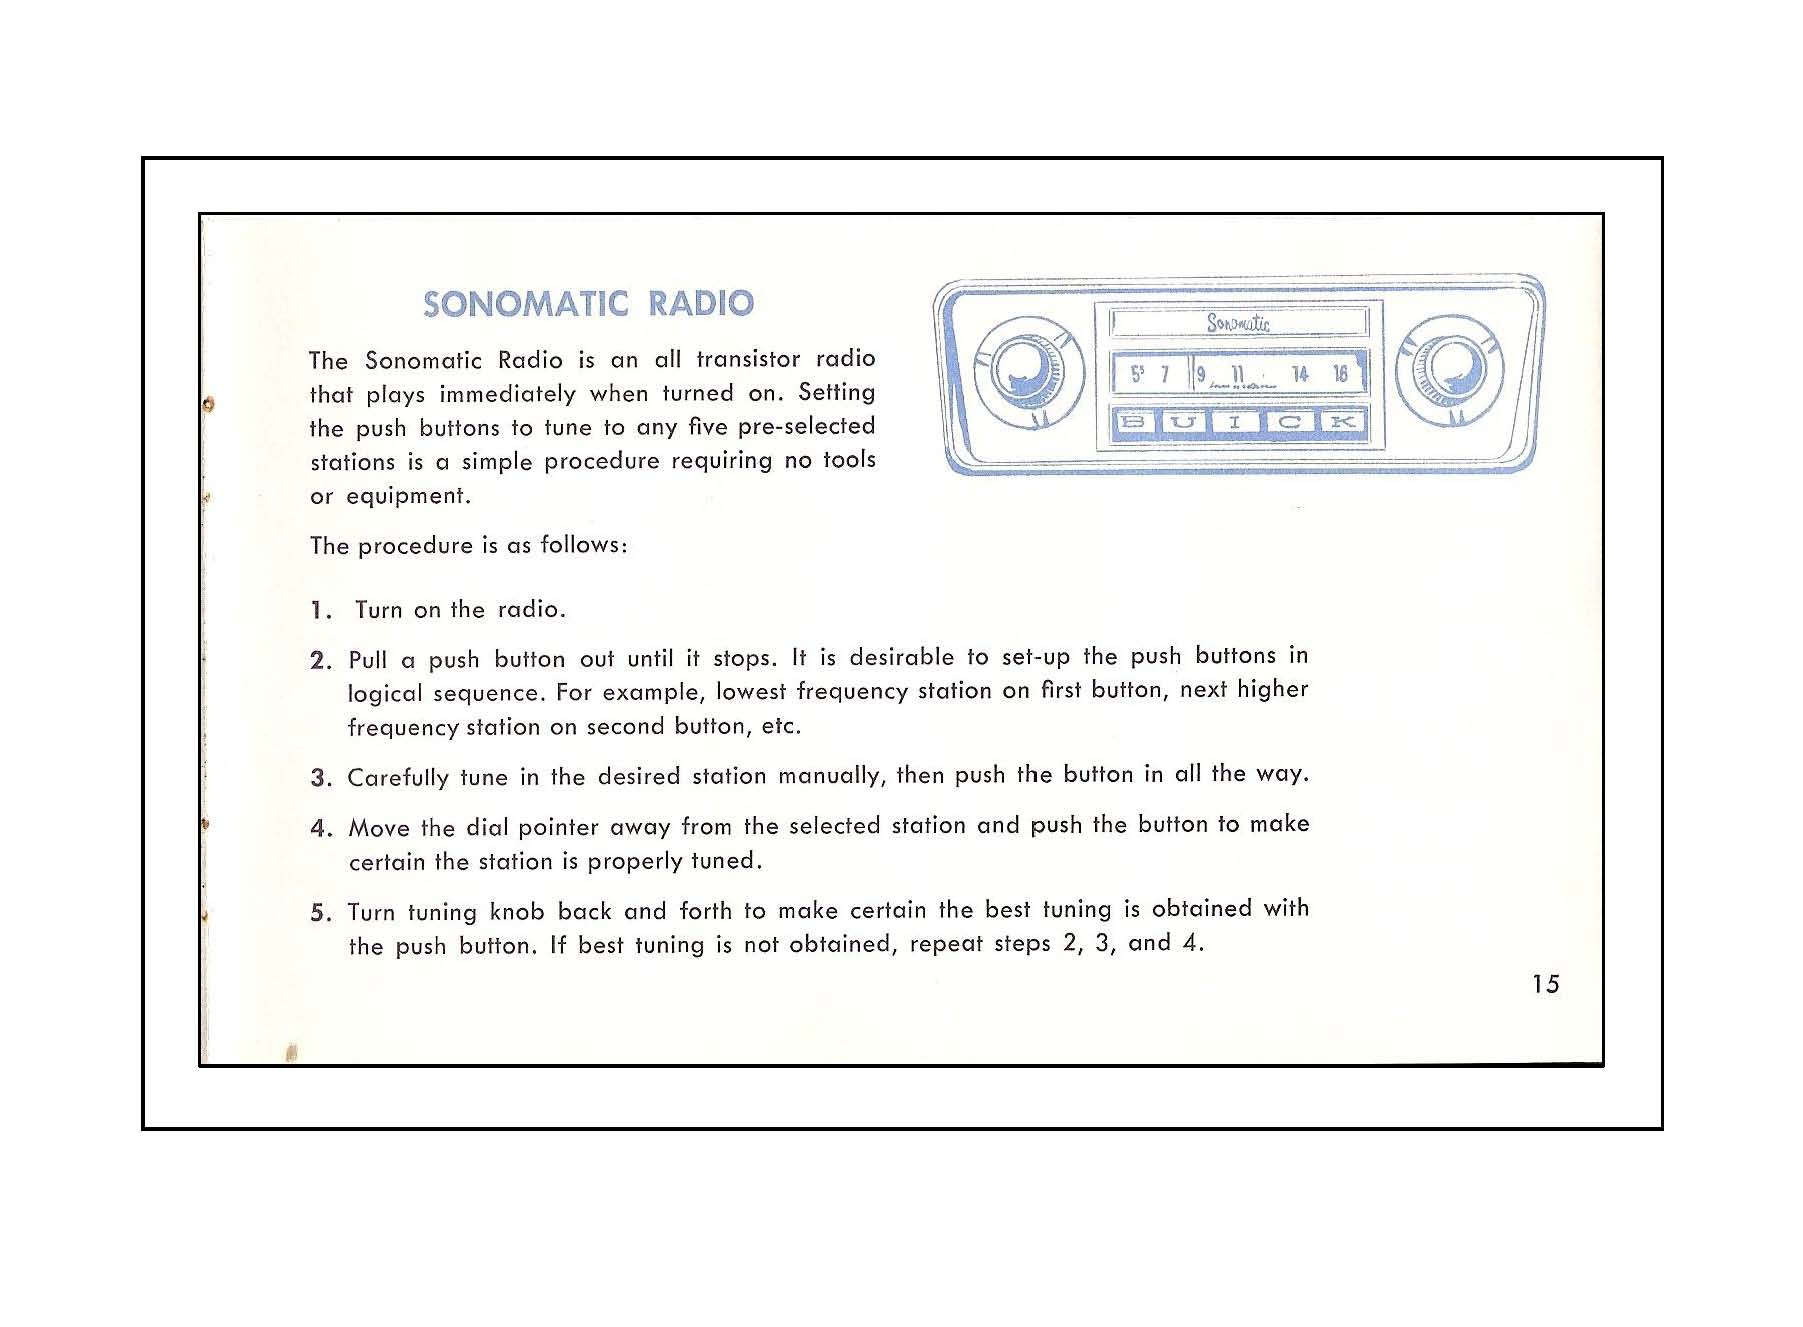 SONOMATIC RADIO
The Sonomatic Radio is an all transistor radio
that plays immediately when turned on. Setting
the push buttons to tune to any five pre-selected
stations is a simple procedure requiring no tools
or equipment.
Sonomatic
5⁵ 7 9 11 14 16
B U I C K
The procedure is as follows:
1. Turn on the radio.
2. Pull a push button out until it stops. It is desirable to set-up the push buttons in
logical sequence. For example, lowest frequency station on first button, next higher
frequency station on second button, etc.
3. Carefully tune in the desired station manually, then push the button in all the way.
4. Move the dial pointer away from the selected station and push the button to make
certain the station is properly tuned.
5. Turn tuning knob back and forth to make certain the best tuning is obtained with
the push button. If best tuning is not obtained, repeat steps 2, 3, and 4.
15